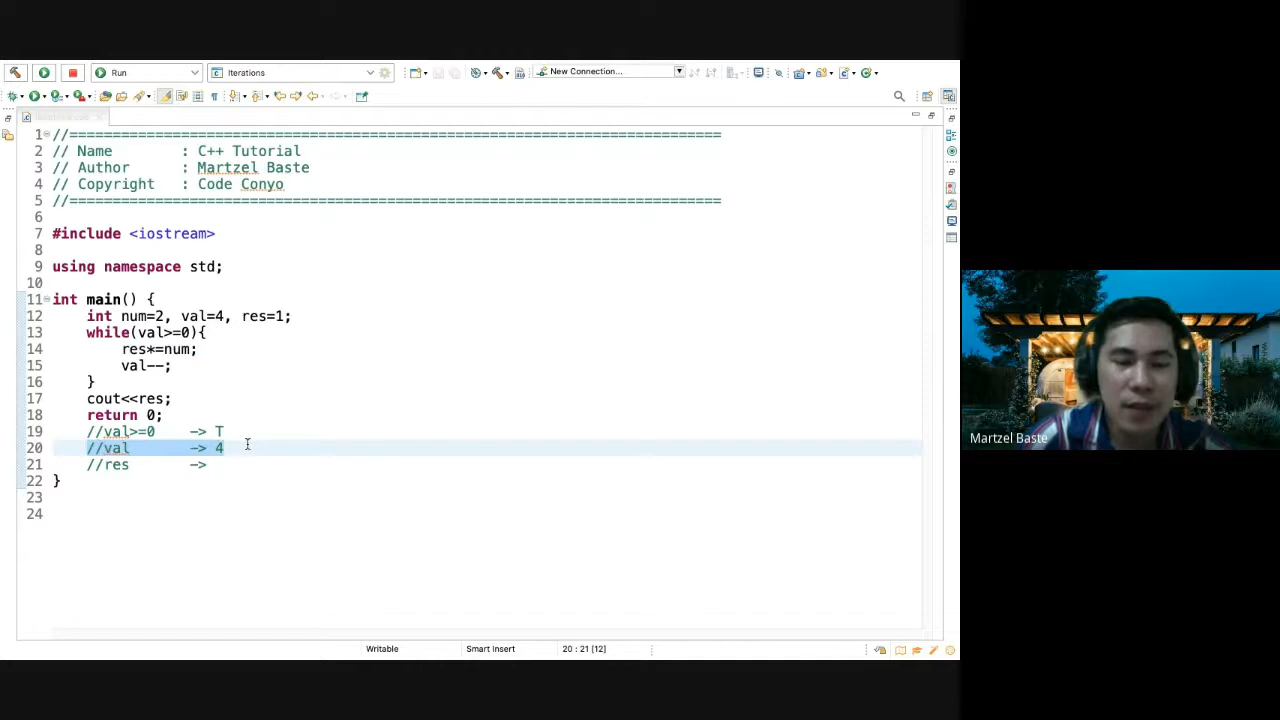 Run
Iterations
New Connection...
1//==============================================================================
2 // Name        : C++ Tutorial
3 // Author      : Martzel Baste
4 // Copyright   : Code Conyo
5 //==============================================================================
6
7 #include <iostream>
8
9 using namespace std;
10
11 int main() {
12     int num=2, val=4, res=1;
13     while(val>=0){
14         res*=num;
15         val--;
16     }
17     cout<<res;
18     return 0;
19     //val>=0    -> T
20     //val       -> 4
21     //res       ->
22 }
23
24
Writable
Smart Insert
20 : 21 [12]
Martzel Baste